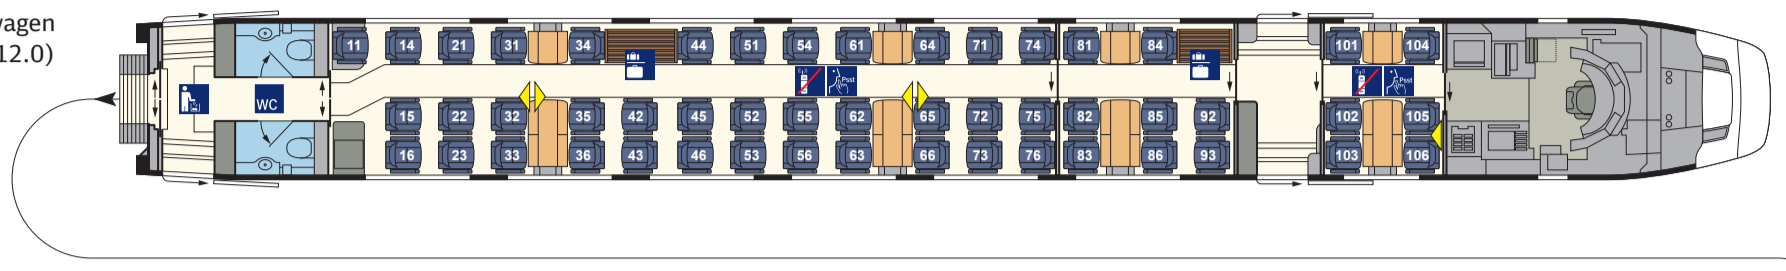 wagen
12.0)
11 14 21 31 34 44 51 54 61 64 71 74 81 84 101 104
Psst Psst
WC
15 22 32 35 42 45 52 55 62 65 72 75 82 85 92 102 105
16 23 33 36 43 46 53 56 63 66 73 76 83 86 93 103 106